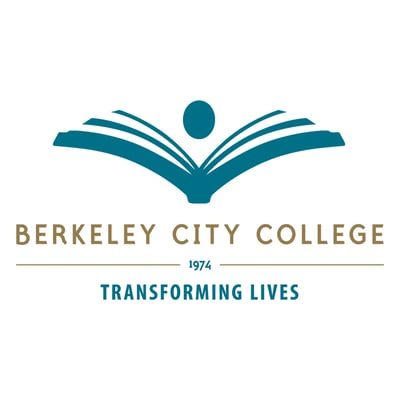 BERKELEY CITY COLLEGE
1974
TRANSFORMING LIVES